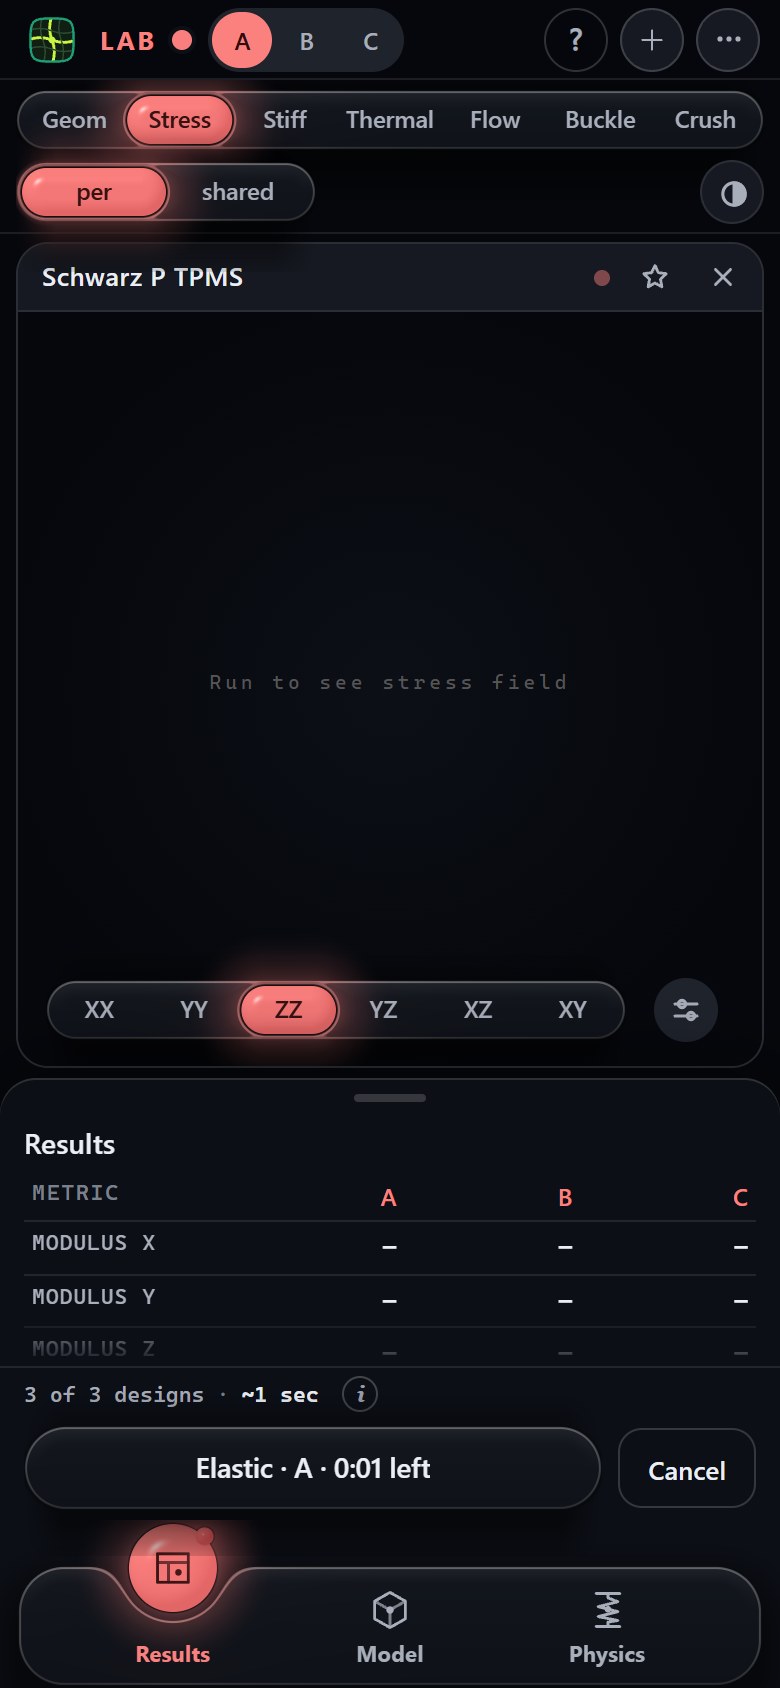 LAB A B C ? + ...
Geom Stress Stiff Thermal Flow Buckle Crush
per shared
Schwarz P TPMS
Run to see stress field
XX YY ZZ YZ XZ XY
Results
METRIC A B C
MODULUS X – – –
MODULUS Y – – –
MODULUS Z – – –
3 of 3 designs · ~1 sec i
Elastic · A · 0:01 left Cancel
Results Model Physics